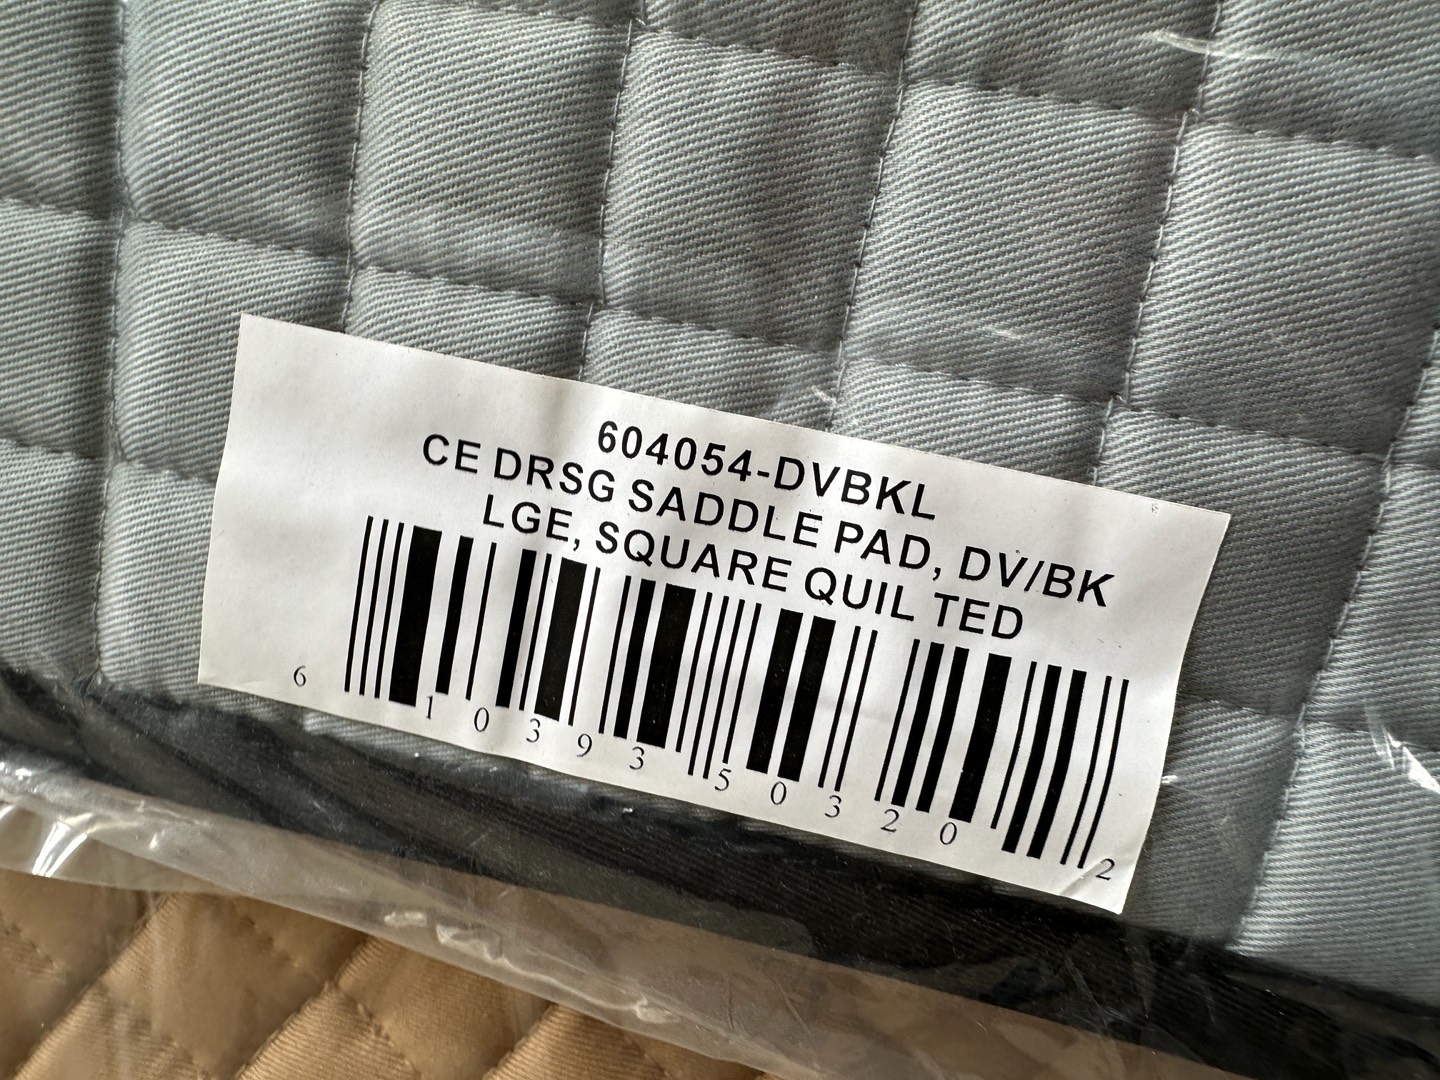 604054-DVBKL
CE DRSG SADDLE PAD, DV/BK
LGE, SQUARE QUIL TED
6 10393 50320 2